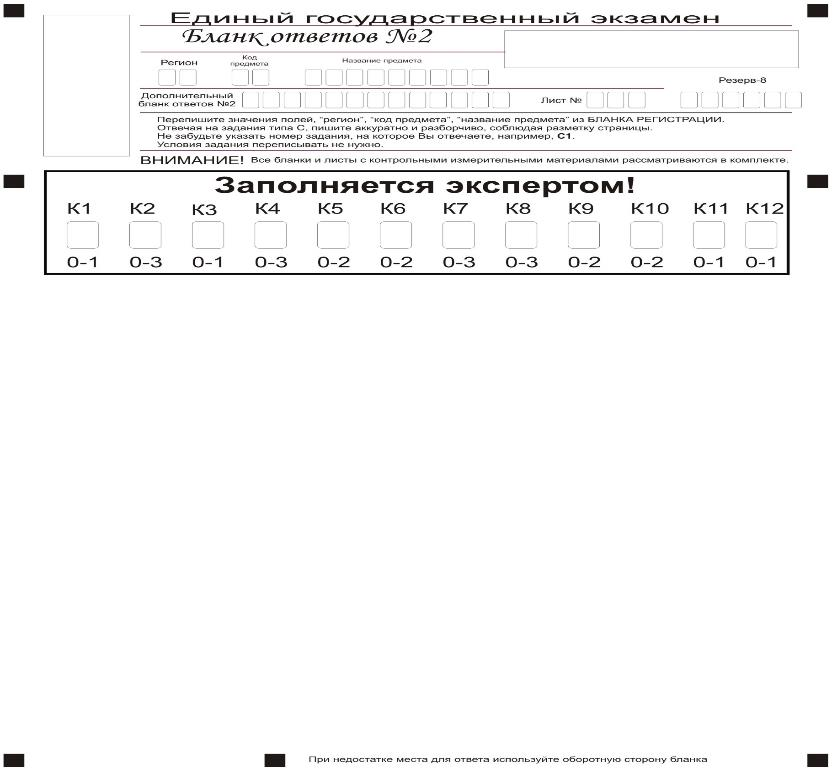 Единый государственный экзамен
Бланк ответов №2
Регион
Код предмета
Название предмета
Резерв-8
Дополнительный бланк ответов №2
Лист №
Перепишите значения полей, "регион", "код предмета", "название предмета" из БЛАНКА РЕГИСТРАЦИИ.
Отвечая на задания типа С, пишите аккуратно и разборчиво, соблюдая разметку страницы.
Не забудьте указать номер задания, на которое Вы отвечаете, например, С1.
Условия задания переписывать не нужно.
ВНИМАНИЕ! Все бланки и листы с контрольными измерительными материалами рассматриваются в комплекте.
Заполняется экспертом!
К1 К2 К3 К4 К5 К6 К7 К8 К9 К10 К11 К12
0-1 0-3 0-1 0-3 0-2 0-2 0-3 0-3 0-2 0-2 0-1 0-1
При недостатке места для ответа используйте оборотную сторону бланка